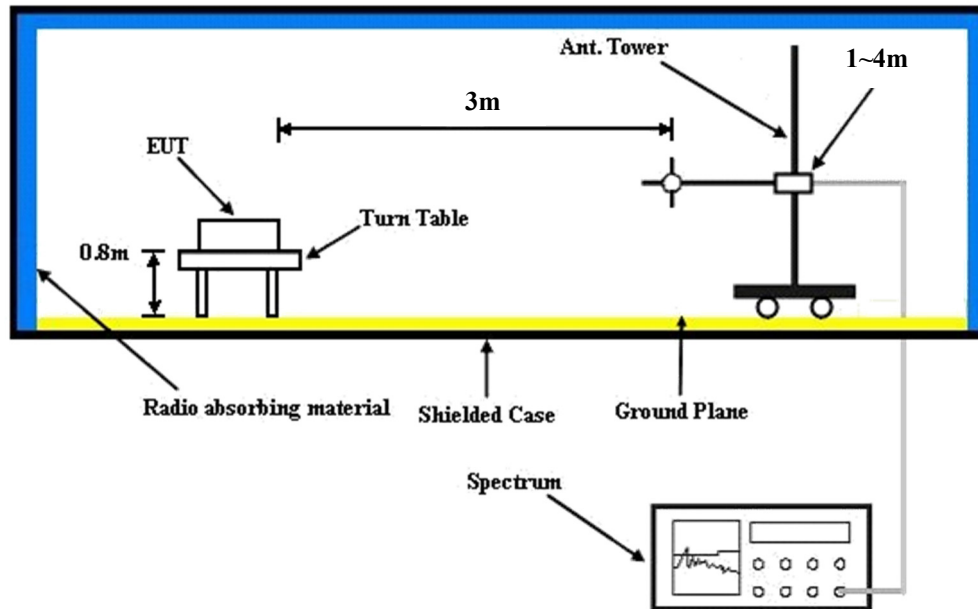 Ant. Tower
1~4m
3m
EUT
Turn Table
0.8m
Radio absorbing material
Shielded Case
Ground Plane
Spectrum